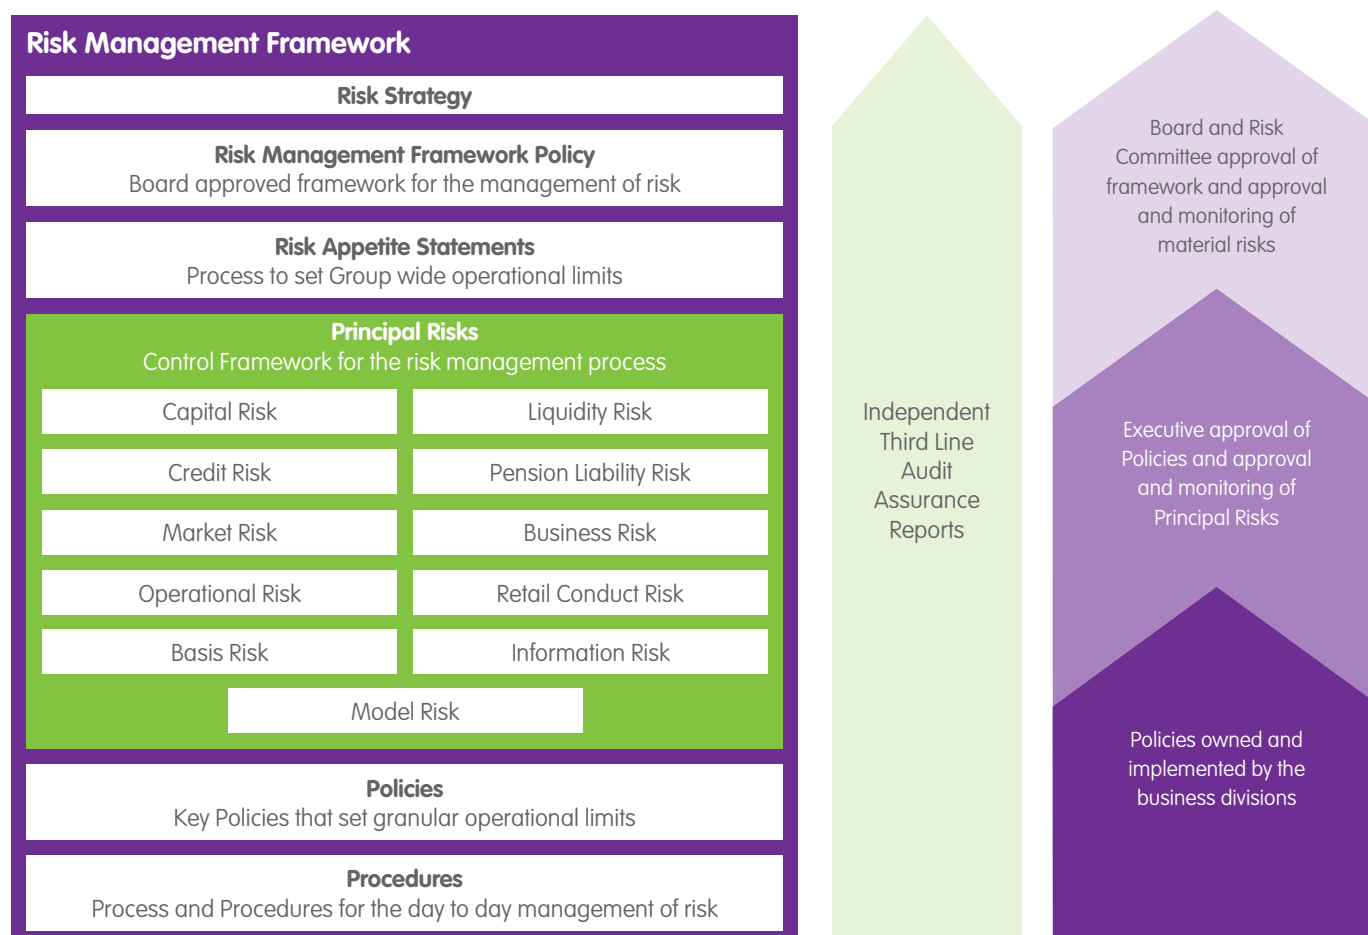 Risk Management Framework
Risk Strategy
Risk Management Framework Policy
Board approved framework for the management of risk
Risk Appetite Statements
Process to set Group wide operational limits
Principal Risks
Control Framework for the risk management process
Capital Risk
Liquidity Risk
Credit Risk
Pension Liability Risk
Market Risk
Business Risk
Operational Risk
Retail Conduct Risk
Basis Risk
Information Risk
Model Risk
Policies
Key Policies that set granular operational limits
Procedures
Process and Procedures for the day to day management of risk
Independent
Third Line
Audit
Assurance
Reports
Board and Risk
Committee approval of
framework and approval
and monitoring of
material risks
Executive approval of
Policies and approval
and monitoring of
Principal Risks
Policies owned and
implemented by the
business divisions